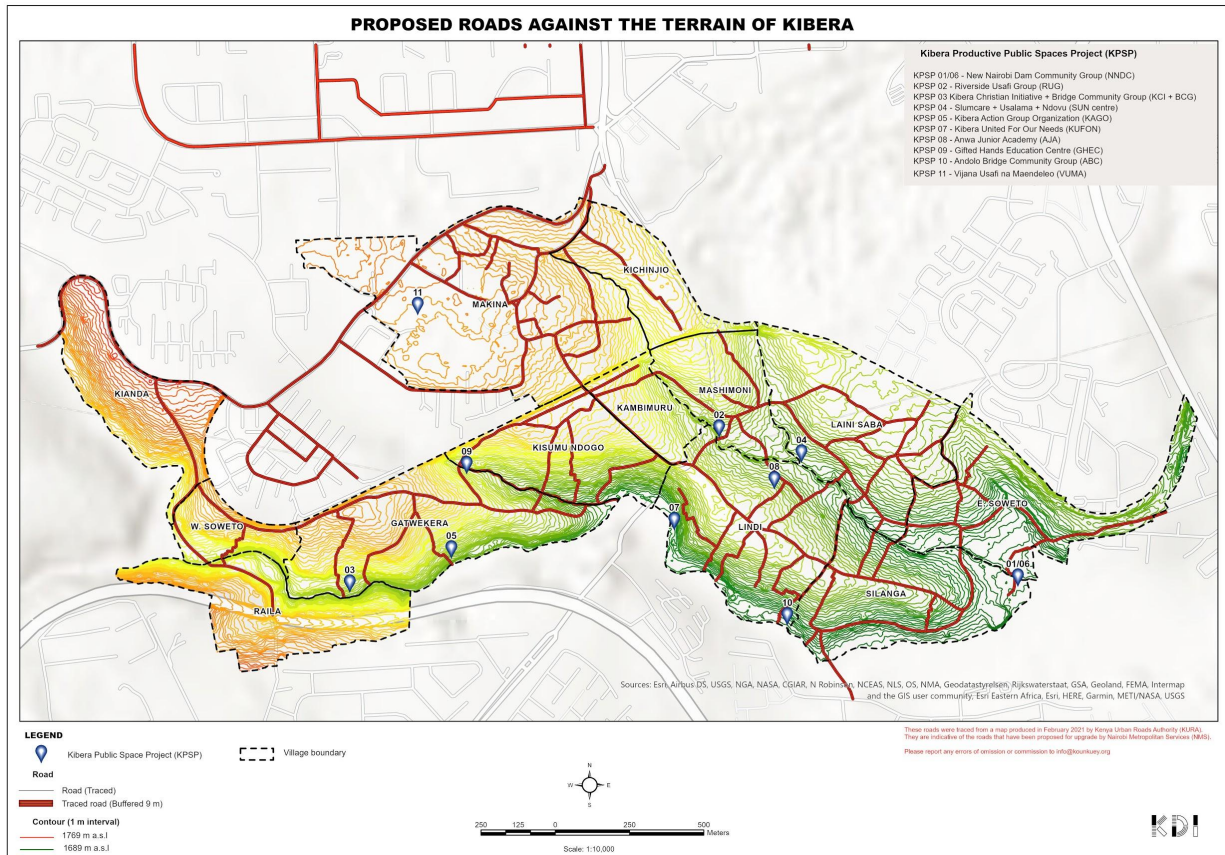 PROPOSED ROADS AGAINST THE TERRAIN OF KIBERA
Kibera Productive Public Spaces Project (KPSP)
KPSP 01/06 - New Nairobi Dam Community Group (NNDC)
KPSP 02 - Riverside Usafi Group (RUG)
KPSP 03 Kibera Christian Initiative + Bridge Community Group (KCI + BCG)
KPSP 04 - Slumcare + Usalama + Ndovu (SUN centre)
KPSP 05 - Kibera Action Group Organization (KAGO)
KPSP 07 - Kibera United For Our Needs (KUFON)
KPSP 08 - Anwa Junior Academy (AJA)
KPSP 09 - Gifted Hands Education Centre (GHEC)
KPSP 10 - Andolo Bridge Community Group (ABC)
KPSP 11 - Vijana Usafi na Maendeleo (VUMA)
KICHINJIO
11
MAKINA
KIANDA
MASHIMONI
KAMBIMURU
02
LAINI SABA
KISUMU NDOGO
04
09
08
E. SOWETO
07
W. SOWETO
GATWEKERA
LINDI
05
03
01/06
SILANGA
RAILA
10
Sources: Esri, Airbus DS, USGS, NGA, NASA, CGIAR, N Robinson, NCEAS, NLS, OS, NMA, Geodatastyrelsen, Rijkswaterstaat, GSA, Geoland, FEMA, Intermap
and the GIS user community, Esri Eastern Africa, Esri, HERE, Garmin, METI/NASA, USGS
LEGEND
Kibera Public Space Project (KPSP)
Village boundary
Road
Road (Traced)
Traced road (Buffered 9 m)
Contour (1 m interval)
1769 m a.s.l
1689 m a.s.l
N
W
E
S
250 125 0 250 500
Meters
Scale: 1:10,000
These roads were traced from a map produced in February 2021 by Kenya Urban Roads Authority (KURA).
They are indicative of the roads that have been proposed for upgrade by Nairobi Metropolitan Services (NMS).
Please report any errors of omission or commission to info@kounkuey.org
KDI